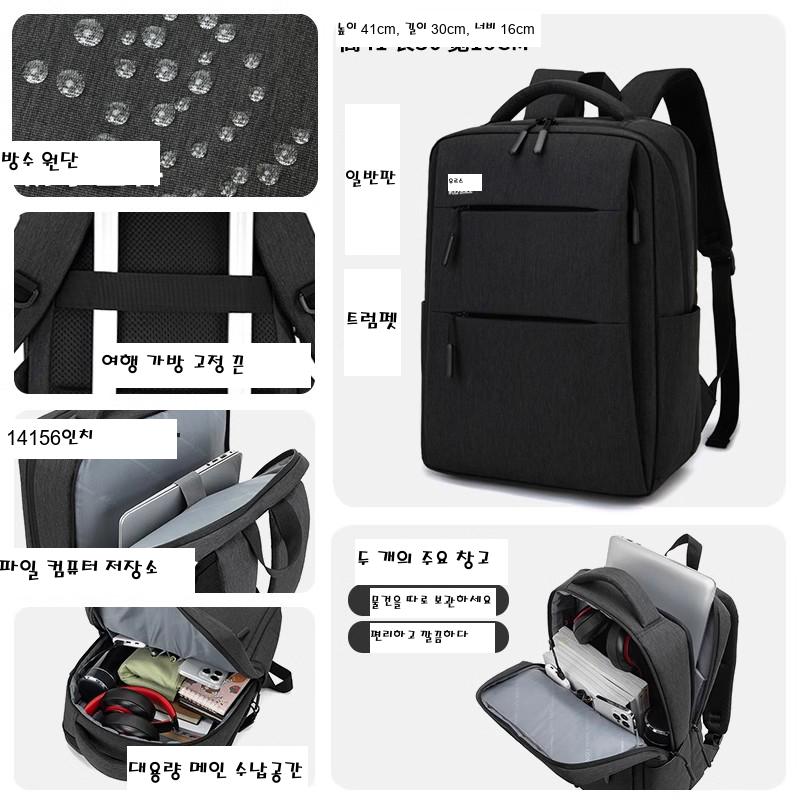 높이 41cm, 길이 30cm, 너비 16cm
방수 원단
일반판
트럼펫
여행 가방 고정 끈
14156인치
파일 컴퓨터 저장소
두 개의 주요 창고
물건을 따로 보관하세요
편리하고 깔끔하다
대용량 메인 수납공간